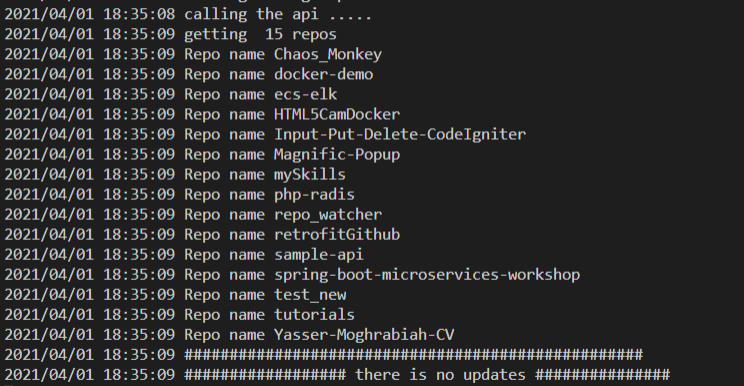 2021/04/01 18:35:08 calling the api .....
2021/04/01 18:35:09 getting  15 repos
2021/04/01 18:35:09 Repo name Chaos_Monkey
2021/04/01 18:35:09 Repo name docker-demo
2021/04/01 18:35:09 Repo name ecs-elk
2021/04/01 18:35:09 Repo name HTML5CamDocker
2021/04/01 18:35:09 Repo name Input-Put-Delete-CodeIgniter
2021/04/01 18:35:09 Repo name Magnific-Popup
2021/04/01 18:35:09 Repo name mySkills
2021/04/01 18:35:09 Repo name php-radis
2021/04/01 18:35:09 Repo name repo_watcher
2021/04/01 18:35:09 Repo name retrofitGithub
2021/04/01 18:35:09 Repo name sample-api
2021/04/01 18:35:09 Repo name spring-boot-microservices-workshop
2021/04/01 18:35:09 Repo name test_new
2021/04/01 18:35:09 Repo name tutorials
2021/04/01 18:35:09 Repo name Yasser-Moghrabiah-CV
2021/04/01 18:35:09 ###################################################
2021/04/01 18:35:09 ################## there is no updates ###############